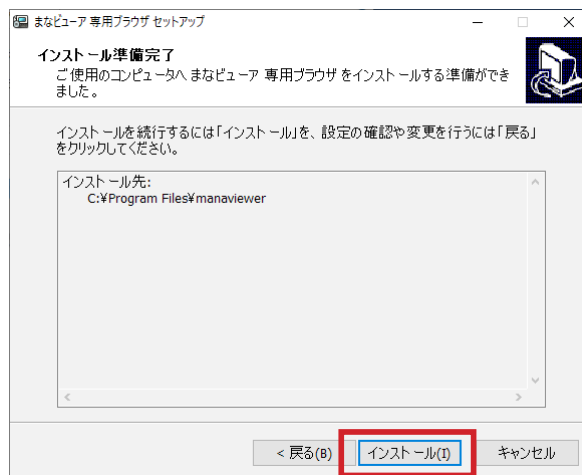 まなビューア 専用ブラウザ セットアップ
インストール準備完了
ご使用のコンピュータへ まなビューア 専用ブラウザ をインストールする準備ができ
ました。
インストールを続行するには「インストール」を、設定の確認や変更を行うには「戻る」
をクリックしてください。
インストール先:
C:¥Program Files¥manaviewer
< 戻る(B)
インストール(I)
キャンセル